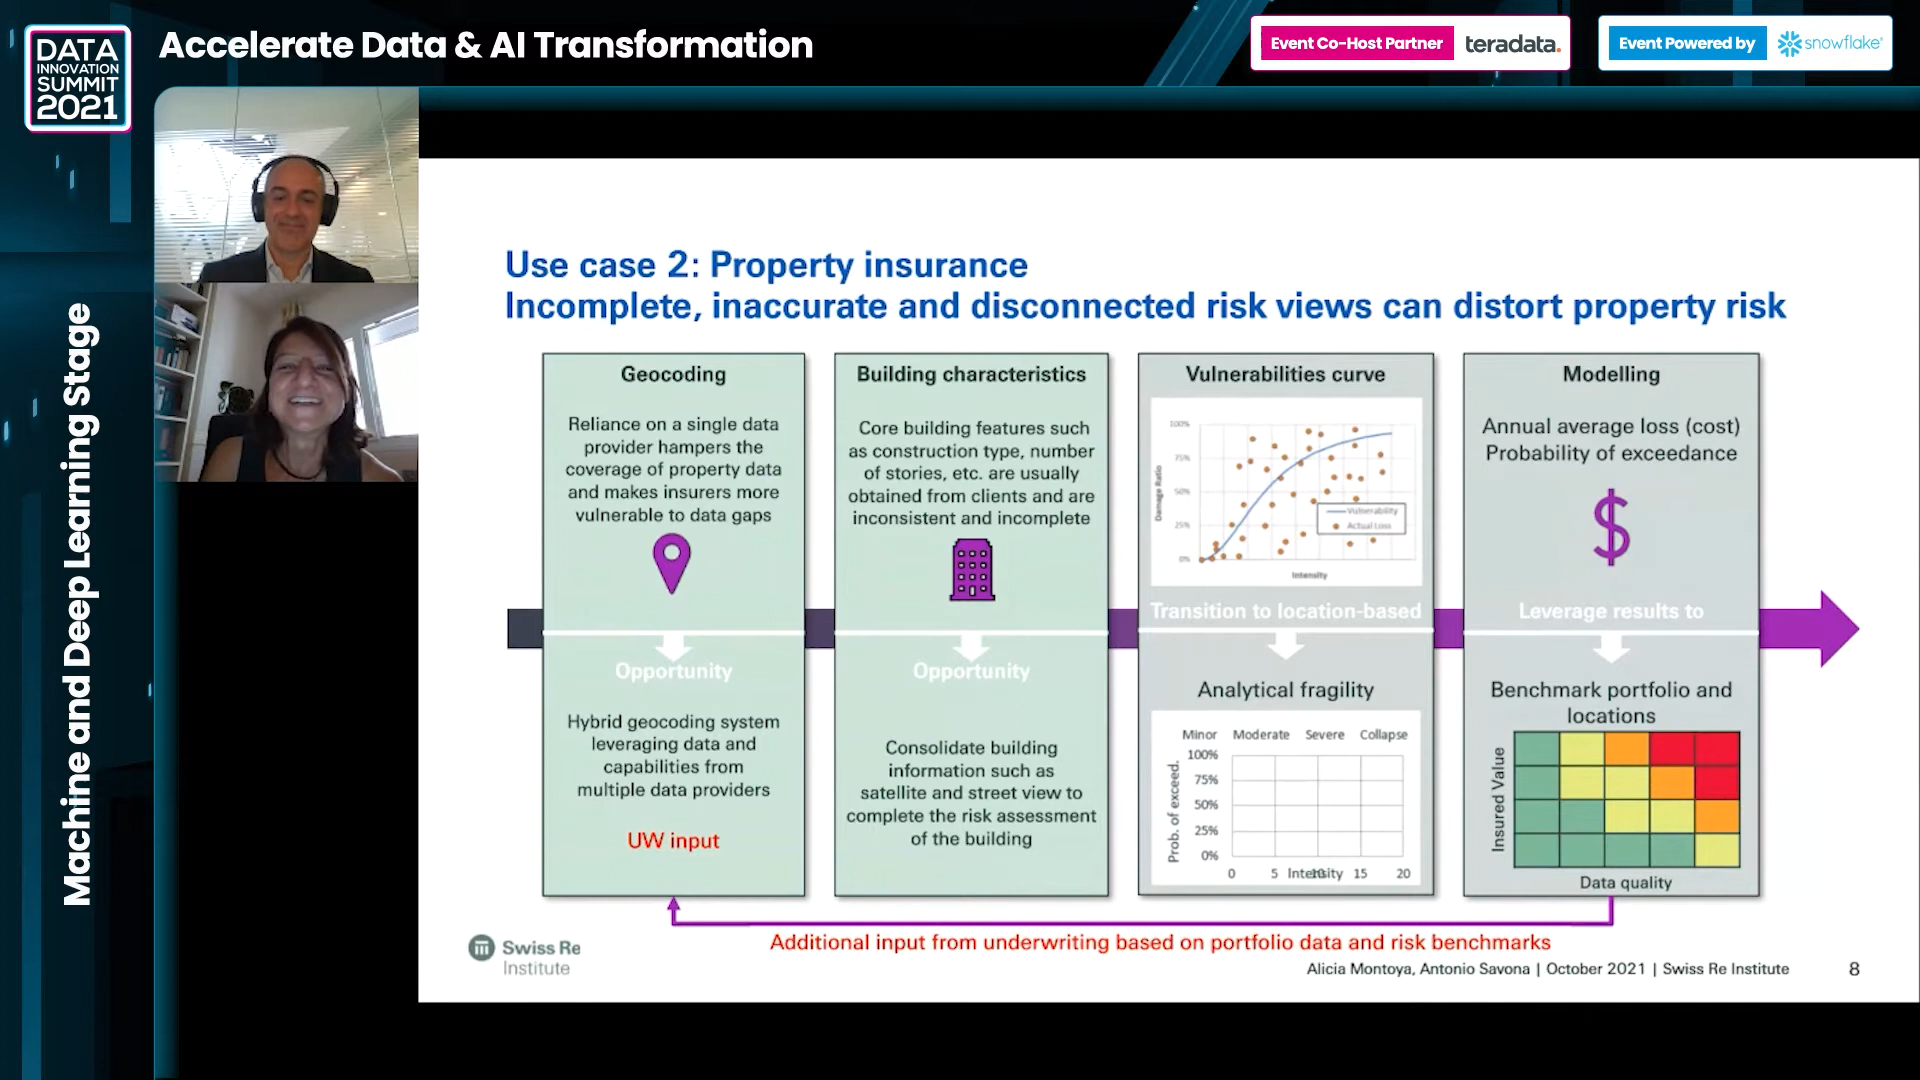 DATA
INNOVATION
SUMMIT
2021
Accelerate Data & AI Transformation
Event Co-Host Partner
teradata.
Event Powered by
snowflake
Machine and Deep Learning Stage
Use case 2: Property insurance
Incomplete, inaccurate and disconnected risk views can distort property risk
Geocoding
Reliance on a single data
provider hampers the
coverage of property data
and makes insurers more
vulnerable to data gaps
Opportunity
Hybrid geocoding system
leveraging data and
capabilities from
multiple data providers
UW input
Building characteristics
Core building features such
as construction type, number
of stories, etc. are usually
obtained from clients and are
inconsistent and incomplete
Opportunity
Consolidate building
information such as
satellite and street view to
complete the risk assessment
of the building
Vulnerabilities curve
100%
75%
50%
25%
0%
Damage Ratio
Vulnerability
Actual Loss
Intensity
Transition to location-based
Analytical fragility
Minor Moderate Severe Collapse
Prob. of exceed.
100%
75%
50%
25%
0%
0 5 10 15 20
Intensity
Modelling
Annual average loss (cost)
Probability of exceedance
$
Leverage results to
Benchmark portfolio and
locations
Insured Value
Data quality
Additional input from underwriting based on portfolio data and risk benchmarks
Swiss Re
Institute
Alicia Montoya, Antonio Savona | October 2021 | Swiss Re Institute
8